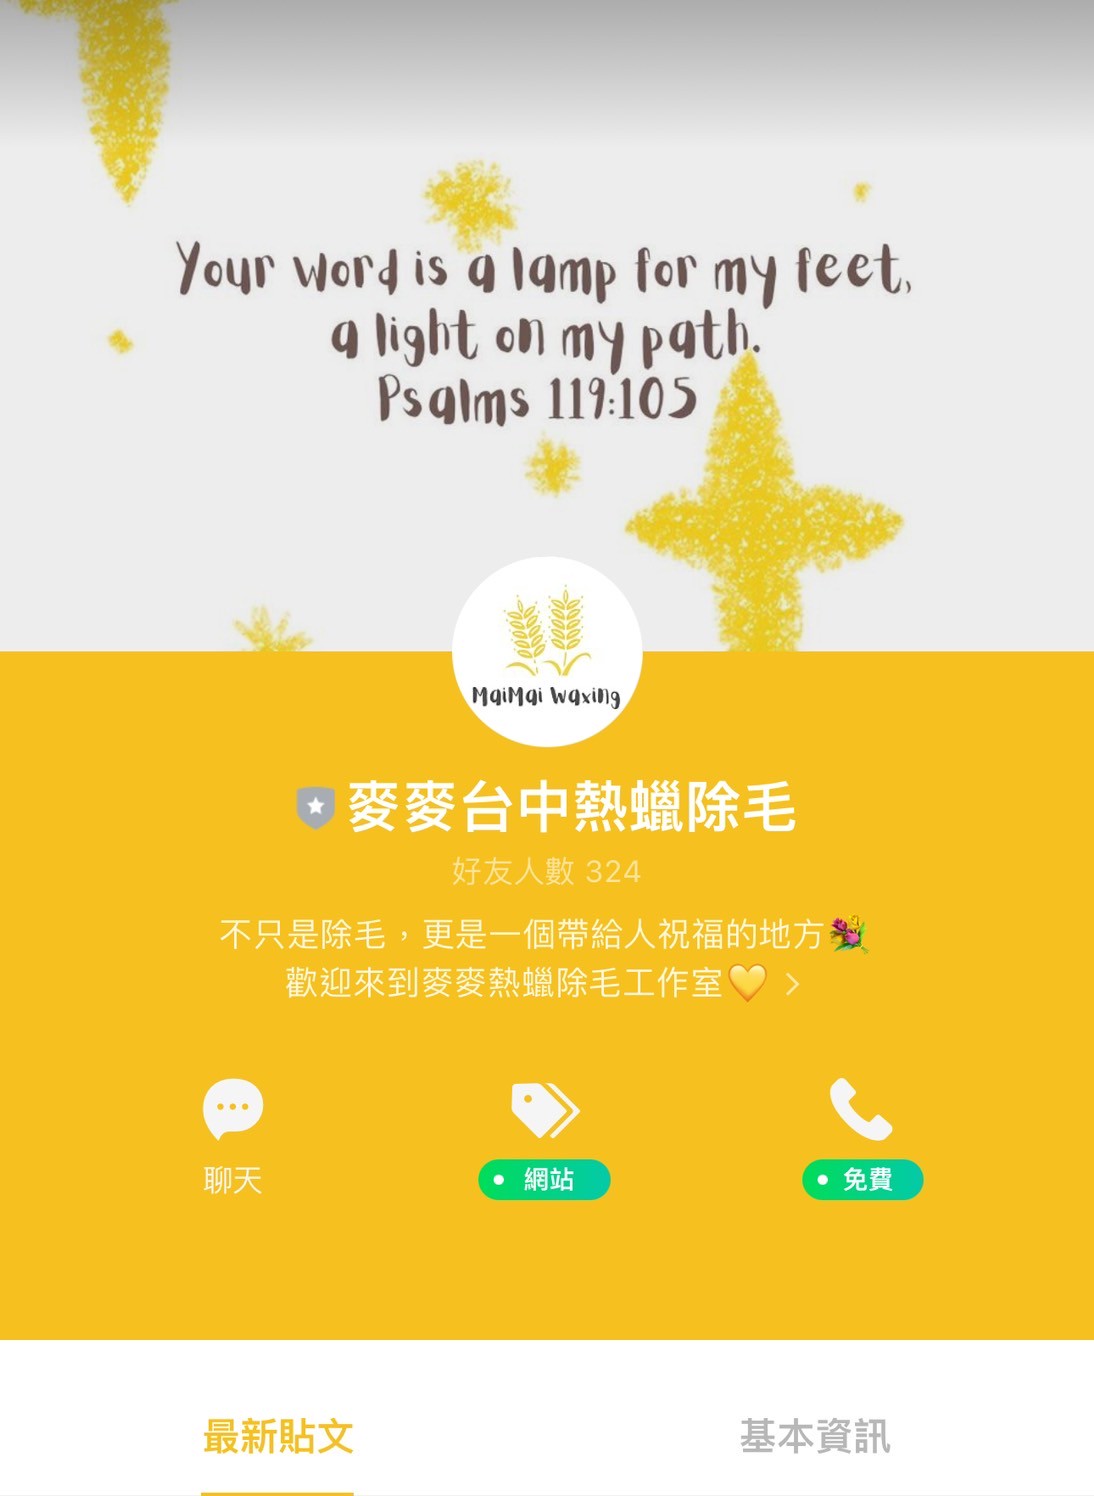 Your word is a lamp for my feet,
a light on my path.
Psalms 119:105
MaiMai Waxing
麥麥台中熱蠟除毛
好友人數 324
不只是除毛，更是一個帶給人祝福的地方💐
歡迎來到麥麥熱蠟除毛工作室💛 >
聊天
網站
免費
最新貼文
基本資訊